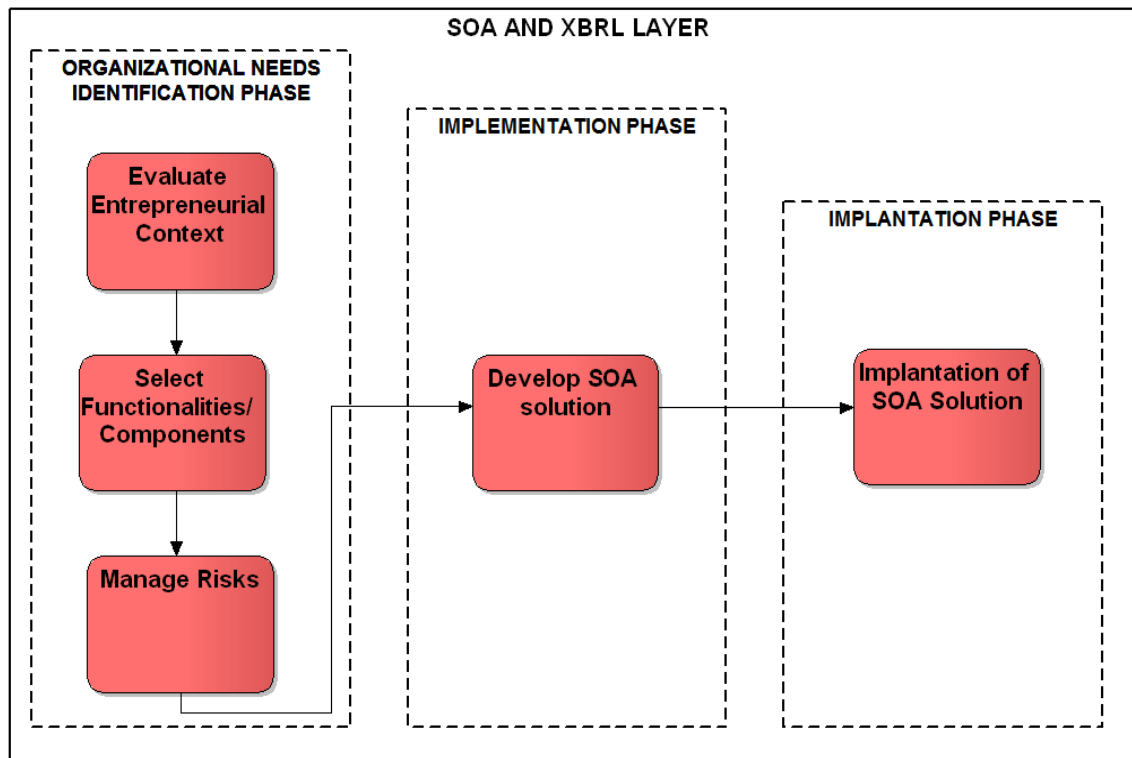 SOA AND XBRL LAYER
ORGANIZATIONAL NEEDS
IDENTIFICATION PHASE
Evaluate
Entrepreneurial
Context
Select
Functionalities/
Components
Manage Risks
IMPLEMENTATION PHASE
Develop SOA
solution
IMPLANTATION PHASE
Implantation of
SOA Solution